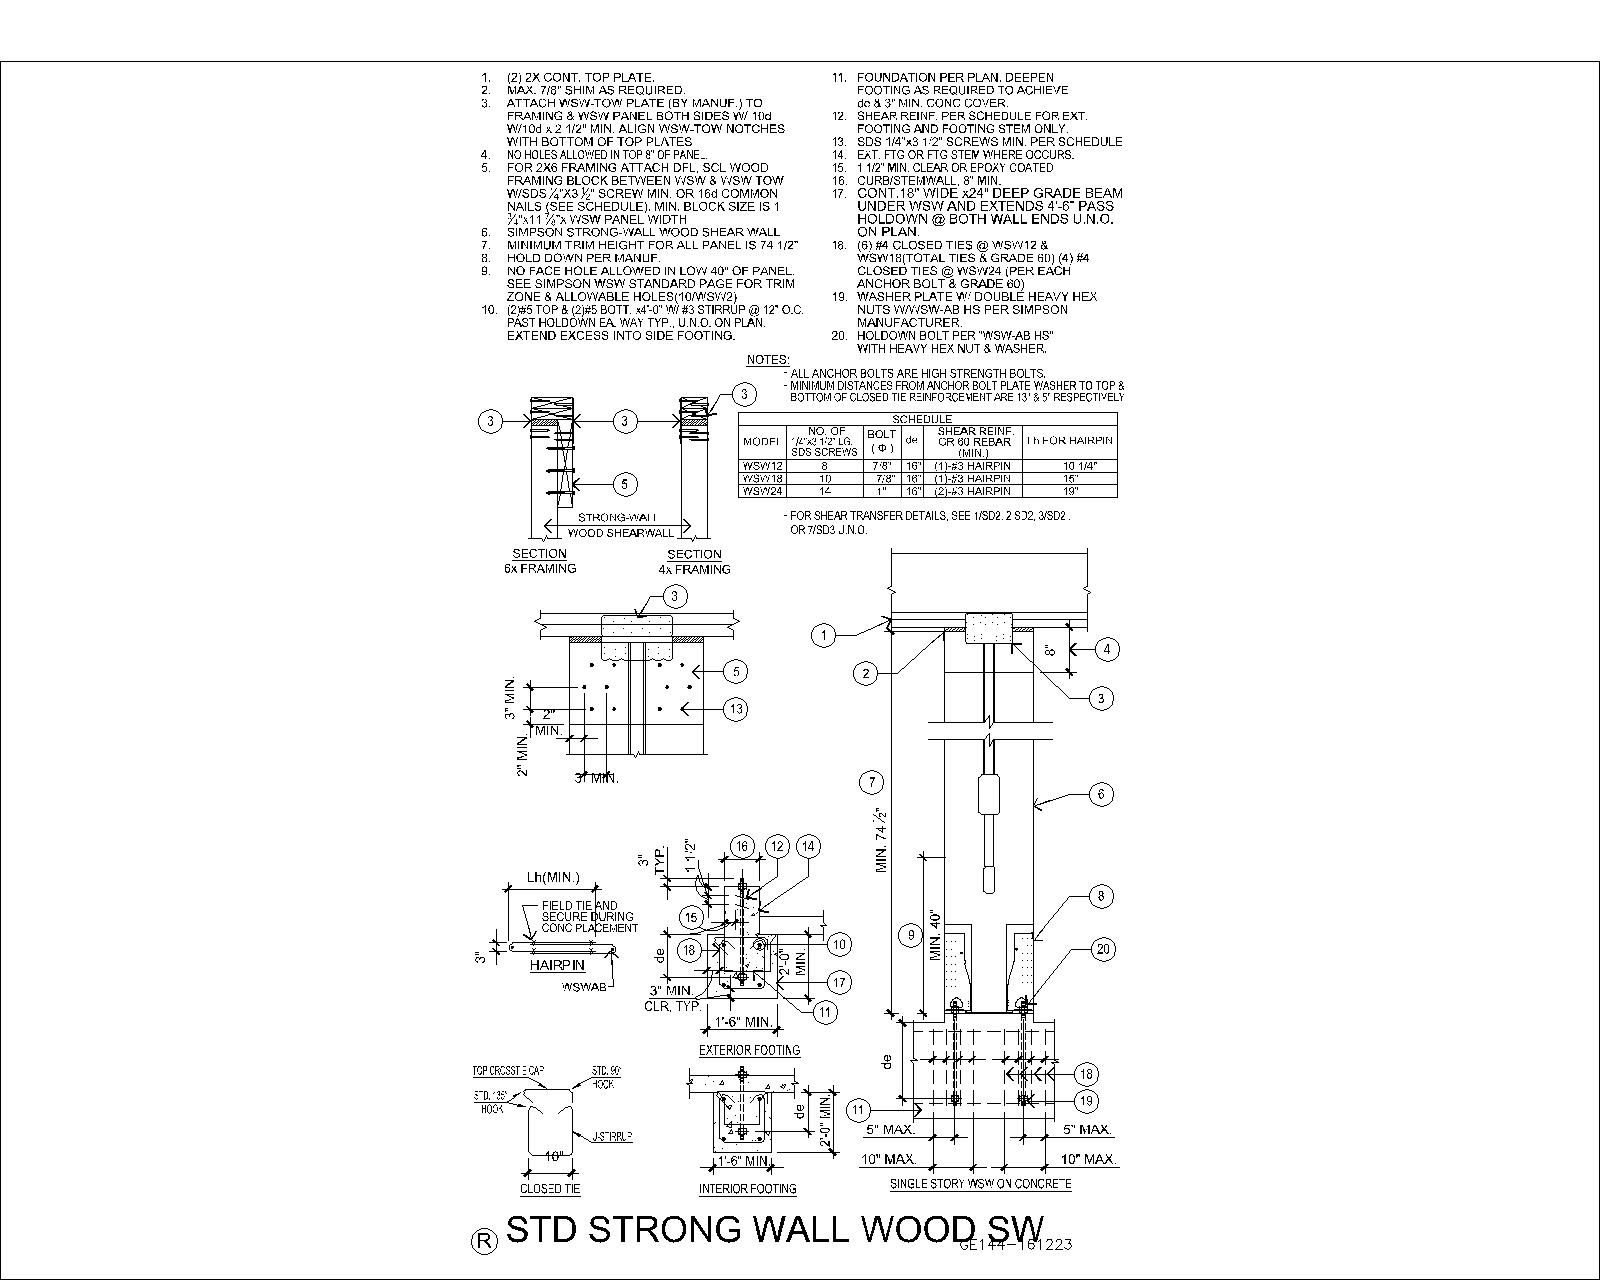 1. (2) 2X CONT. TOP PLATE.
2. MAX. 7/8" SHIM AS REQUIRED.
3. ATTACH WSW-TOW PLATE (BY MANUF.) TO
FRAMING & WSW PANEL BOTH SIDES W/ 10d
W/10d x 2 1/2" MIN. ALIGN WSW-TOW NOTCHES
WITH BOTTOM OF TOP PLATES
4. NO HOLES ALLOWED IN TOP 8" OF PANEL.
5. FOR 2X6 FRAMING ATTACH DFL, SCL WOOD
FRAMING BLOCK BETWEEN WSW & WSW TOW
W/SDS ¼"X3 ½" SCREW MIN. OR 16d COMMON
NAILS (SEE SCHEDULE). MIN. BLOCK SIZE IS 1
¾"x11 ⅞"x WSW PANEL WIDTH
6. SIMPSON STRONG-WALL WOOD SHEAR WALL
7. MINIMUM TRIM HEIGHT FOR ALL PANEL IS 74 1/2"
8. HOLD DOWN PER MANUF.
9. NO FACE HOLE ALLOWED IN LOW 40" OF PANEL.
SEE SIMPSON WSW STANDARD PAGE FOR TRIM
ZONE & ALLOWABLE HOLES(10/WSW2)
10. (2)#5 TOP & (2)#5 BOTT. x4'-0" W/ #3 STIRRUP @ 12" O.C.
PAST HOLDOWN EA. WAY TYP., U.N.O. ON PLAN.
EXTEND EXCESS INTO SIDE FOOTING.
11. FOUNDATION PER PLAN. DEEPEN
FOOTING AS REQUIRED TO ACHIEVE
de & 3" MIN. CONC COVER.
12. SHEAR REINF. PER SCHEDULE FOR EXT.
FOOTING AND FOOTING STEM ONLY.
13. SDS 1/4"x3 1/2" SCREWS MIN. PER SCHEDULE
14. EXT. FTG OR FTG STEM WHERE OCCURS.
15. 1 1/2" MIN. CLEAR OR EPOXY COATED
16. CURB/STEMWALL, 8" MIN.
17. CONT.18" WIDE x24" DEEP GRADE BEAM
UNDER WSW AND EXTENDS 4'-6" PASS
HOLDOWN @ BOTH WALL ENDS U.N.O.
ON PLAN.
18. (6) #4 CLOSED TIES @ WSW12 &
WSW18(TOTAL TIES & GRADE 60) (4) #4
CLOSED TIES @ WSW24 (PER EACH
ANCHOR BOLT & GRADE 60)
19. WASHER PLATE W/ DOUBLE HEAVY HEX
NUTS W/WSW-AB HS PER SIMPSON
MANUFACTURER.
20. HOLDOWN BOLT PER "WSW-AB HS"
WITH HEAVY HEX NUT & WASHER.
NOTES:
- ALL ANCHOR BOLTS ARE HIGH STRENGTH BOLTS.
- MINIMUM DISTANCES FROM ANCHOR BOLT PLATE WASHER TO TOP &
BOTTOM OF CLOSED TIE REINFORCEMENT ARE 13" & 5" RESPECTIVELY
SCHEDULE
MODEL NO. OF 1/4"x3 1/2" LG. SDS SCREWS BOLT (Φ) de SHEAR REINF. GR 60 REBAR (MIN.) Lh FOR HAIRPIN
WSW12 8 7/8" 16" (1)-#3 HAIRPIN 10 1/4"
WSW18 10 7/8" 16" (1)-#3 HAIRPIN 15"
WSW24 14 1" 16" (2)-#3 HAIRPIN 19"
- FOR SHEAR TRANSFER DETAILS, SEE 1/SD2, 2 SD2, 3/SD2 .
OR 7/SD3 U.N.O.
3
3
3
5
STRONG-WALL
WOOD SHEARWALL
SECTION
6x FRAMING
SECTION
4x FRAMING
3
5
13
3" MIN.
2"
MIN.
2" MIN.
3" MIN.
1
2
8"
4
3
7
MIN. 74 ½"
6
8
9
MIN. 40"
20
de
18
19
11
5" MAX.
5" MAX.
10" MAX.
10" MAX.
SINGLE STORY WSW ON CONCRETE
Lh(MIN.)
FIELD TIE AND
SECURE DURING
CONC PLACEMENT
3"
HAIRPIN
WSWAB
3"
TYP.
1 1/2"
16
12
14
15
18
10
17
11
de
2'-0"
MIN.
3" MIN.
CLR, TYP.
1'-6" MIN.
EXTERIOR FOOTING
TOP CROSSTIE CAP
STD. 90°
HOOK
STD. 135°
HOOK
U-STIRRUP
10"
CLOSED TIE
de
2'-0" MIN.
1'-6" MIN.
INTERIOR FOOTING
R STD STRONG WALL WOOD SW
GE144-161223